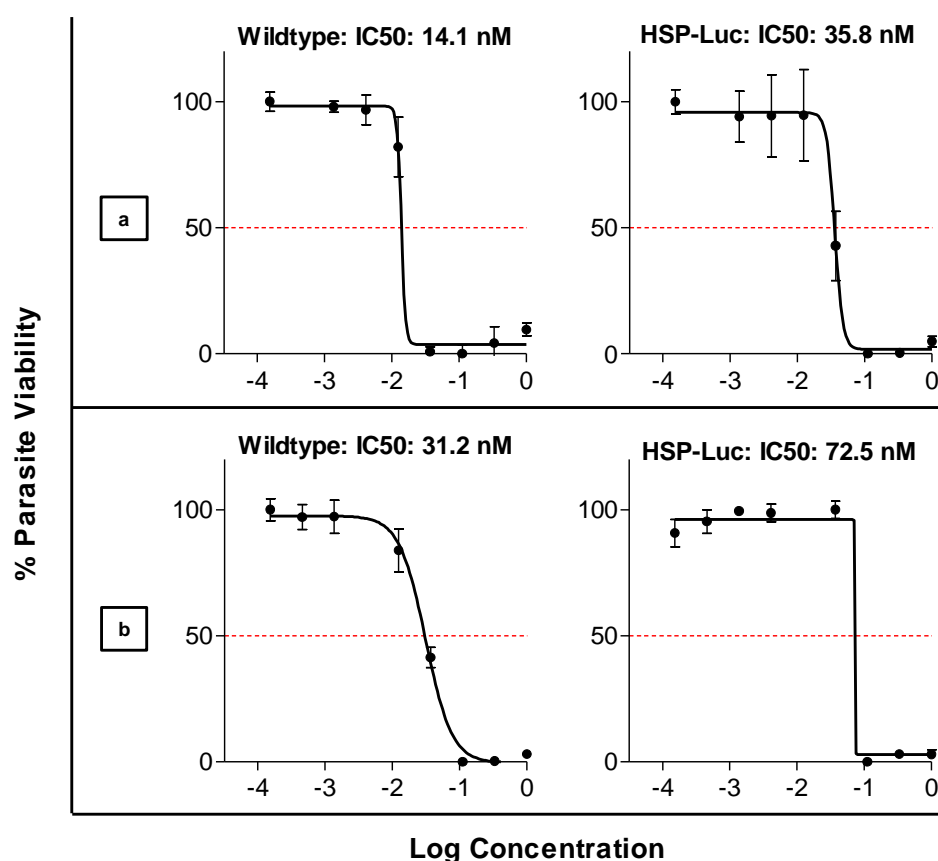 Wildtype: IC50: 14.1 nM
HSP-Luc: IC50: 35.8 nM
100
50
0
-4 -3 -2 -1 0
100
50
0
-4 -3 -2 -1 0
a
Wildtype: IC50: 31.2 nM
HSP-Luc: IC50: 72.5 nM
100
50
0
-4 -3 -2 -1 0
100
50
0
-4 -3 -2 -1 0
b
% Parasite Viability
Log Concentration